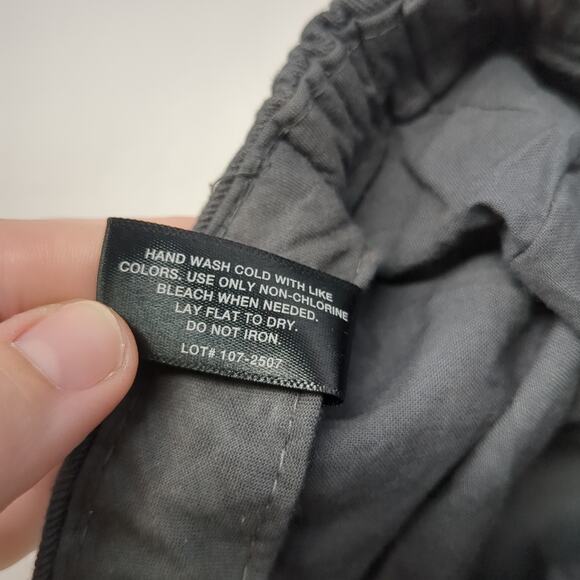 HAND WASH COLD WITH LIKE
COLORS. USE ONLY NON-CHLORINE
BLEACH WHEN NEEDED.
LAY FLAT TO DRY.
DO NOT IRON.
LOT# 107-2507